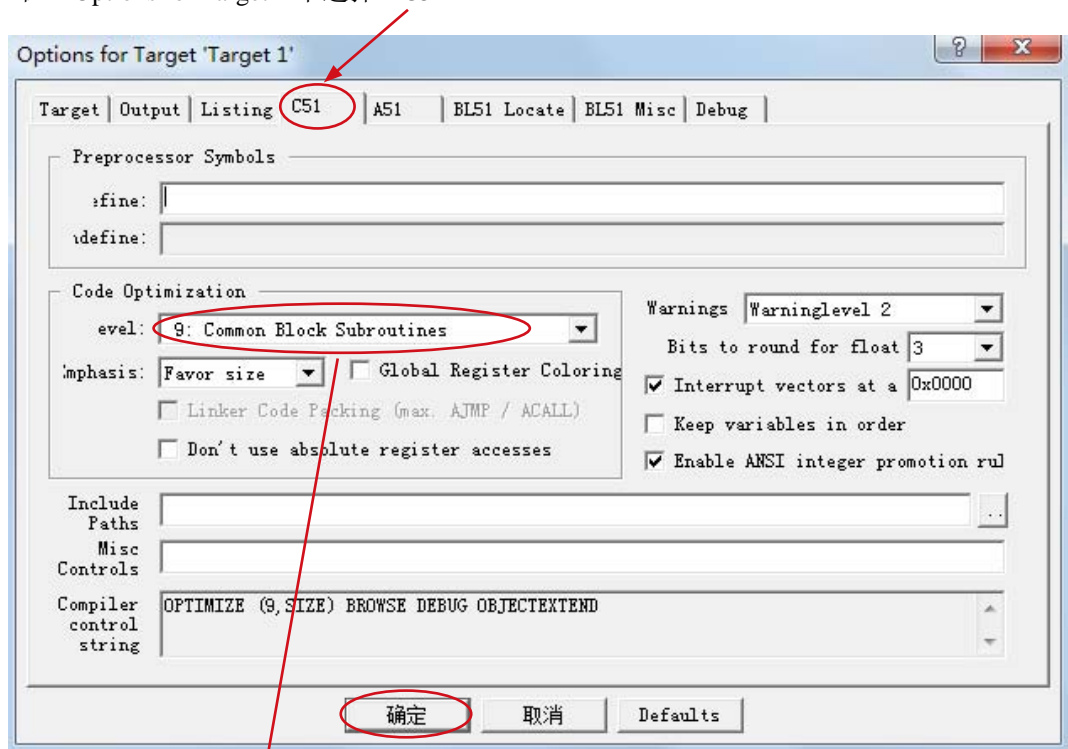 Options for Target 'Target 1'
Target Output Listing C51 A51 BL51 Locate BL51 Misc Debug
Preprocessor Symbols
efine:
ndefine:
Code Optimization
evel: 9: Common Block Subroutines
Warnings Warninglevel 2
Bits to round for float 3
mphasis: Favor size Global Register Coloring
Interrupt vectors at a 0x0000
Linker Code Packing (max. AJMP / ACALL)
Keep variables in order
Don't use absolute register accesses
Enable ANSI integer promotion rul
Include
Paths
..
Misc
Controls
Compiler
control
string
OPTIMIZE (9,SIZE) BROWSE DEBUG OBJECTEXTEND
确定 取消 Defaults